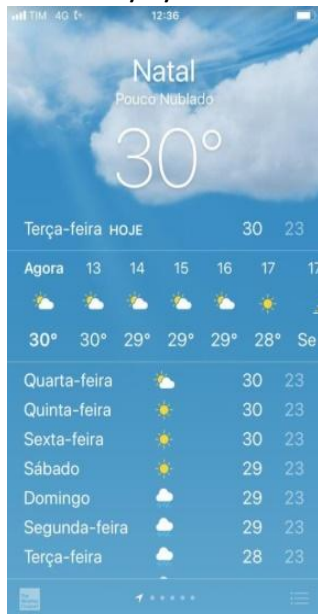 TIM 4G 12:36
Natal
Pouco Nublado
30°
Terça-feira HOJE 30 23
Agora 13 14 15 16 17 17
30° 30° 29° 29° 29° 28° Se
Quarta-feira 30 23
Quinta-feira 30 23
Sexta-feira 30 23
Sábado 29 23
Domingo 29 23
Segunda-feira 29 23
Terça-feira 28 23